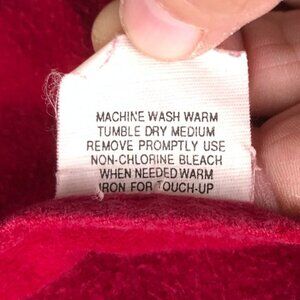 MACHINE WASH WARM
TUMBLE DRY MEDIUM
REMOVE PROMPTLY USE
NON-CHLORINE BLEACH
WHEN NEEDED WARM
IRON FOR TOUCH-UP